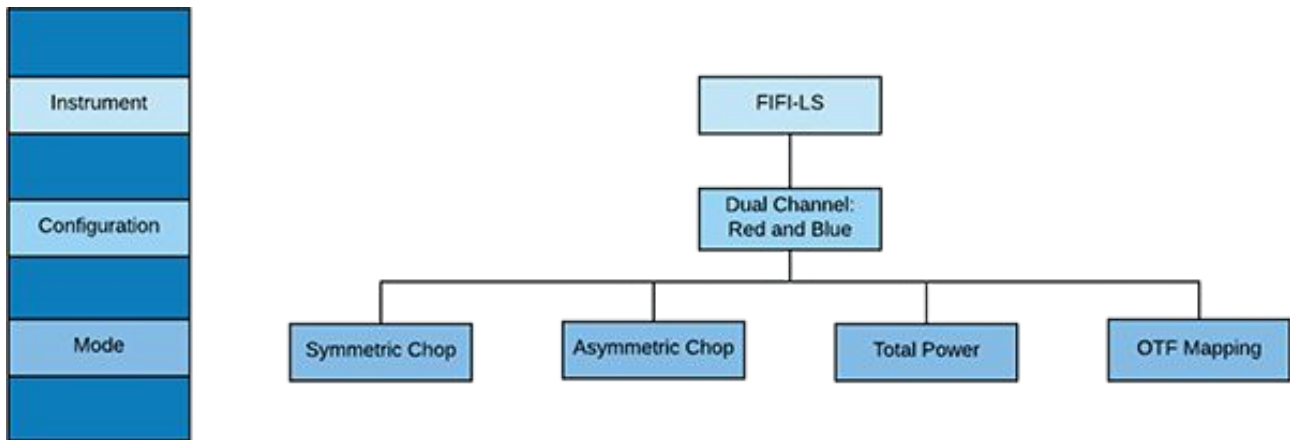 Instrument
FIFI-LS
Configuration
Dual Channel:
Red and Blue
Mode
Symmetric Chop
Asymmetric Chop
Total Power
OTF Mapping